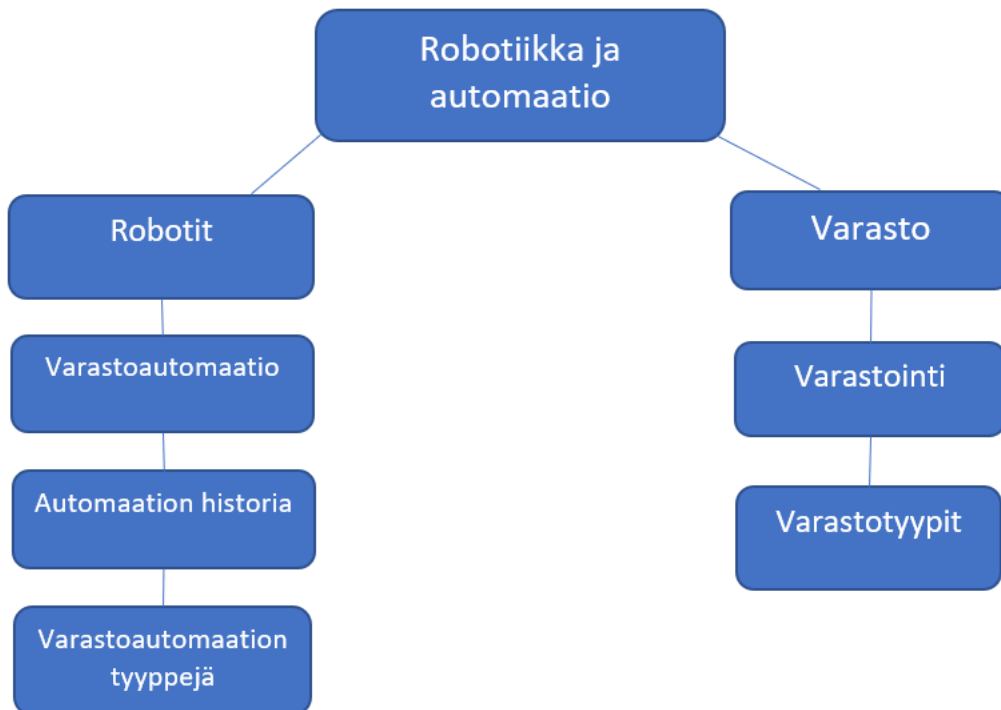 Robotiikka ja
automaatio
Robotit
Varastoautomaatio
Automaation historia
Varastoautomaation
tyyppejä
Varasto
Varastointi
Varastotyypit